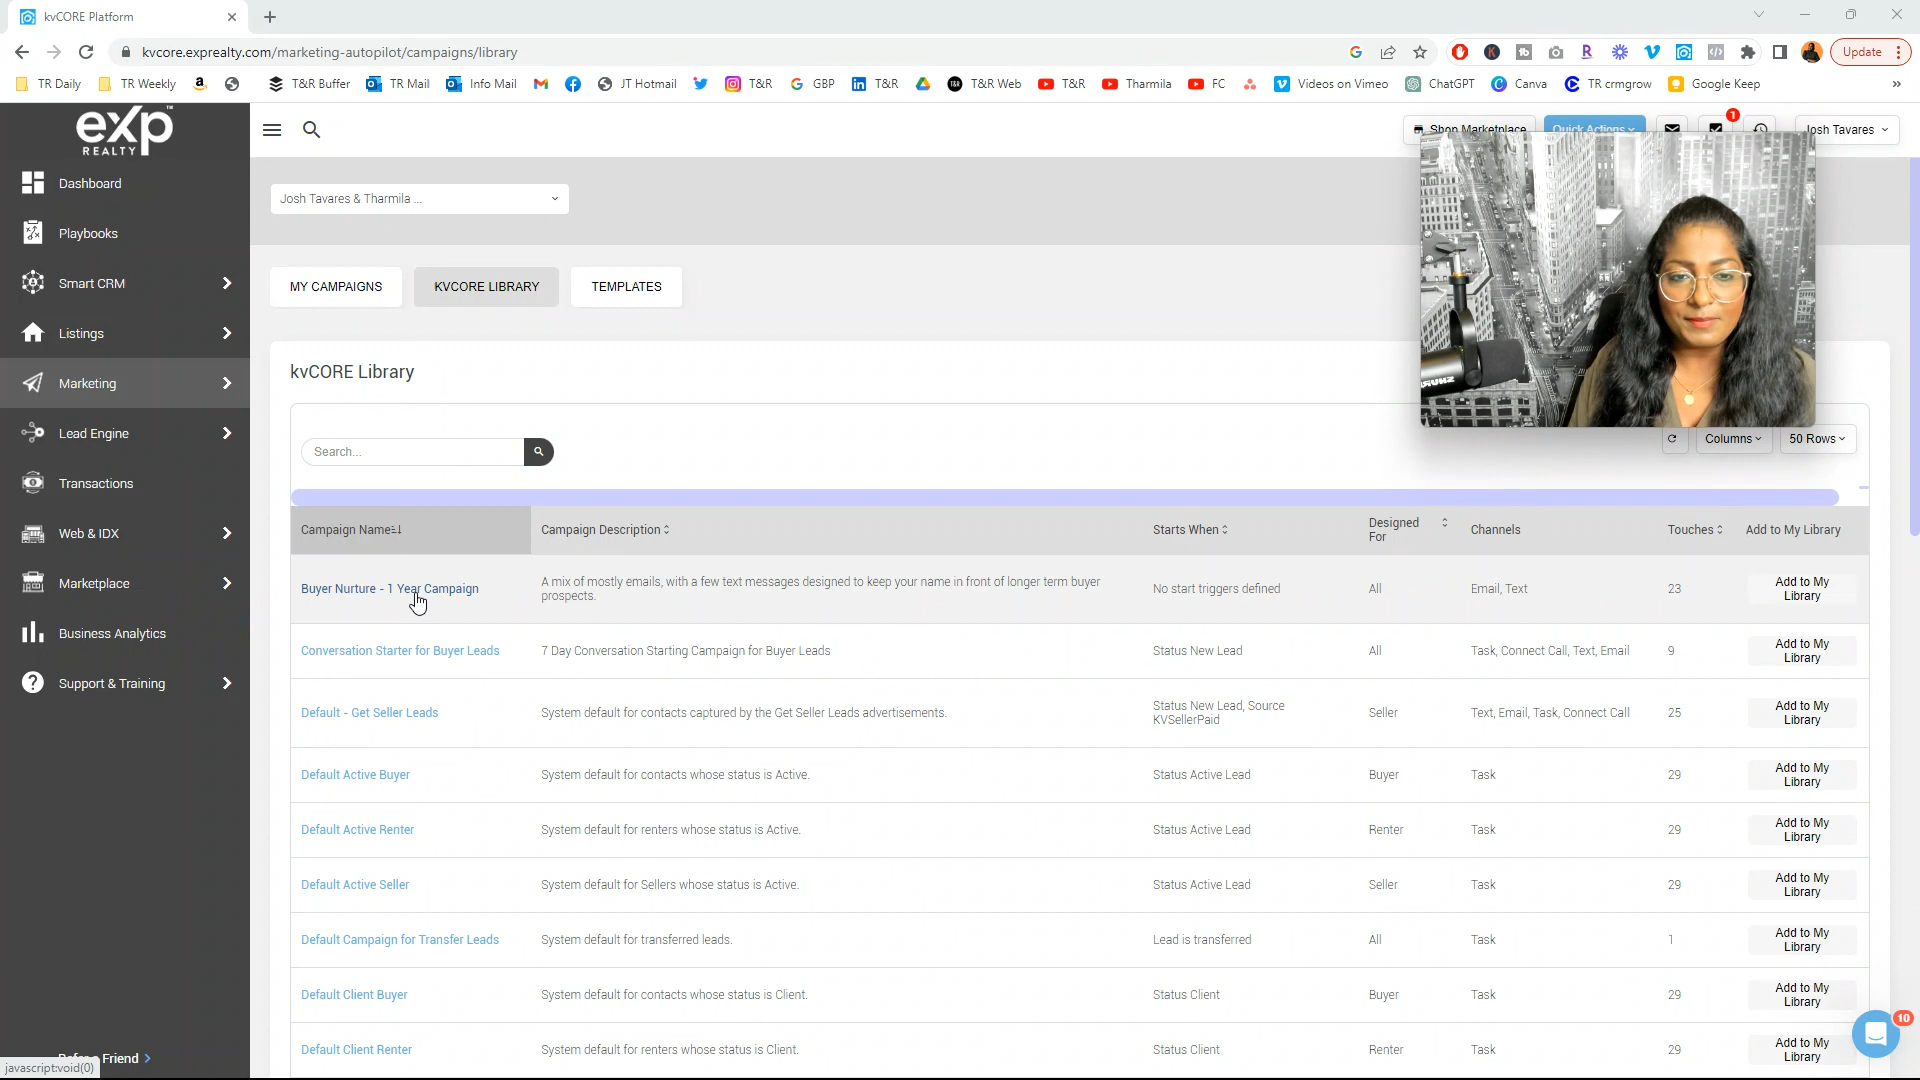 kvCORE Platform
kvcore.exprealty.com/marketing-autopilot/campaigns/library
Update
TR Daily
TR Weekly
T&R Buffer
TR Mail
Info Mail
JT Hotmail
T&R
GBP
T&R
T&R Web
T&R
Tharmila
FC
Videos on Vimeo
ChatGPT
Canva
TR crmgrow
Google Keep
»
eXp
REALTY
Shop Marketplace
Quick Actions
1
Josh Tavares
Dashboard
Playbooks
Smart CRM
Listings
Marketing
Lead Engine
Transactions
Web & IDX
Marketplace
Business Analytics
Support & Training
Friend
javascript:void(0)
Josh Tavares & Tharmila ...
MY CAMPAIGNS
KVCORE LIBRARY
TEMPLATES
kvCORE Library
Search...
Columns
50 Rows
Campaign Name
Campaign Description
Starts When
Designed For
Channels
Touches
Add to My Library
Buyer Nurture - 1 Year Campaign
A mix of mostly emails, with a few text messages designed to keep your name in front of longer term buyer
prospects.
No start triggers defined
All
Email, Text
23
Add to My
Library
Conversation Starter for Buyer Leads
7 Day Conversation Starting Campaign for Buyer Leads
Status New Lead
All
Task, Connect Call, Text, Email
9
Add to My
Library
Default - Get Seller Leads
System default for contacts captured by the Get Seller Leads advertisements.
Status New Lead, Source
KVSellerPaid
Seller
Text, Email, Task, Connect Call
25
Add to My
Library
Default Active Buyer
System default for contacts whose status is Active.
Status Active Lead
Buyer
Task
29
Add to My
Library
Default Active Renter
System default for renters whose status is Active.
Status Active Lead
Renter
Task
29
Add to My
Library
Default Active Seller
System default for Sellers whose status is Active.
Status Active Lead
Seller
Task
29
Add to My
Library
Default Campaign for Transfer Leads
System default for transferred leads.
Lead is transferred
All
Task
1
Add to My
Library
Default Client Buyer
System default for contacts whose status is Client.
Status Client
Buyer
Task
29
Add to My
Library
Default Client Renter
System default for renters whose status is Client.
Status Client
Renter
Task
29
Add to My
Library
10